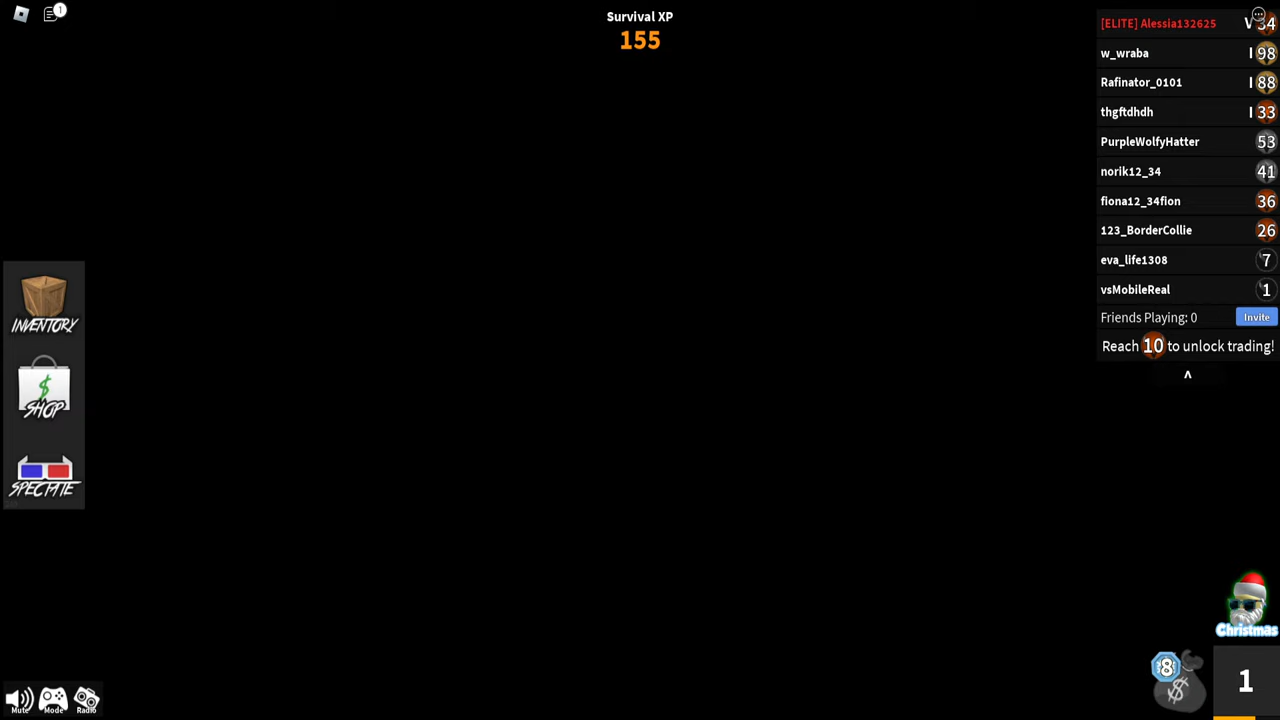 1
Survival XP
155
[ELITE] Alessia132625 V 34
w_wraba I 98
Rafinator_0101 I 88
thgftdhdh I 33
PurpleWolfyHatter 53
norik12_34 41
fiona12_34fion 36
123_BorderCollie 26
eva_life1308 7
vsMobileReal 1
Friends Playing: 0 Invite
Reach 10 to unlock trading!
INVENTORY
$
SHOP
SPECTATE
Christmas
8
$
1
Mute Mode Radio